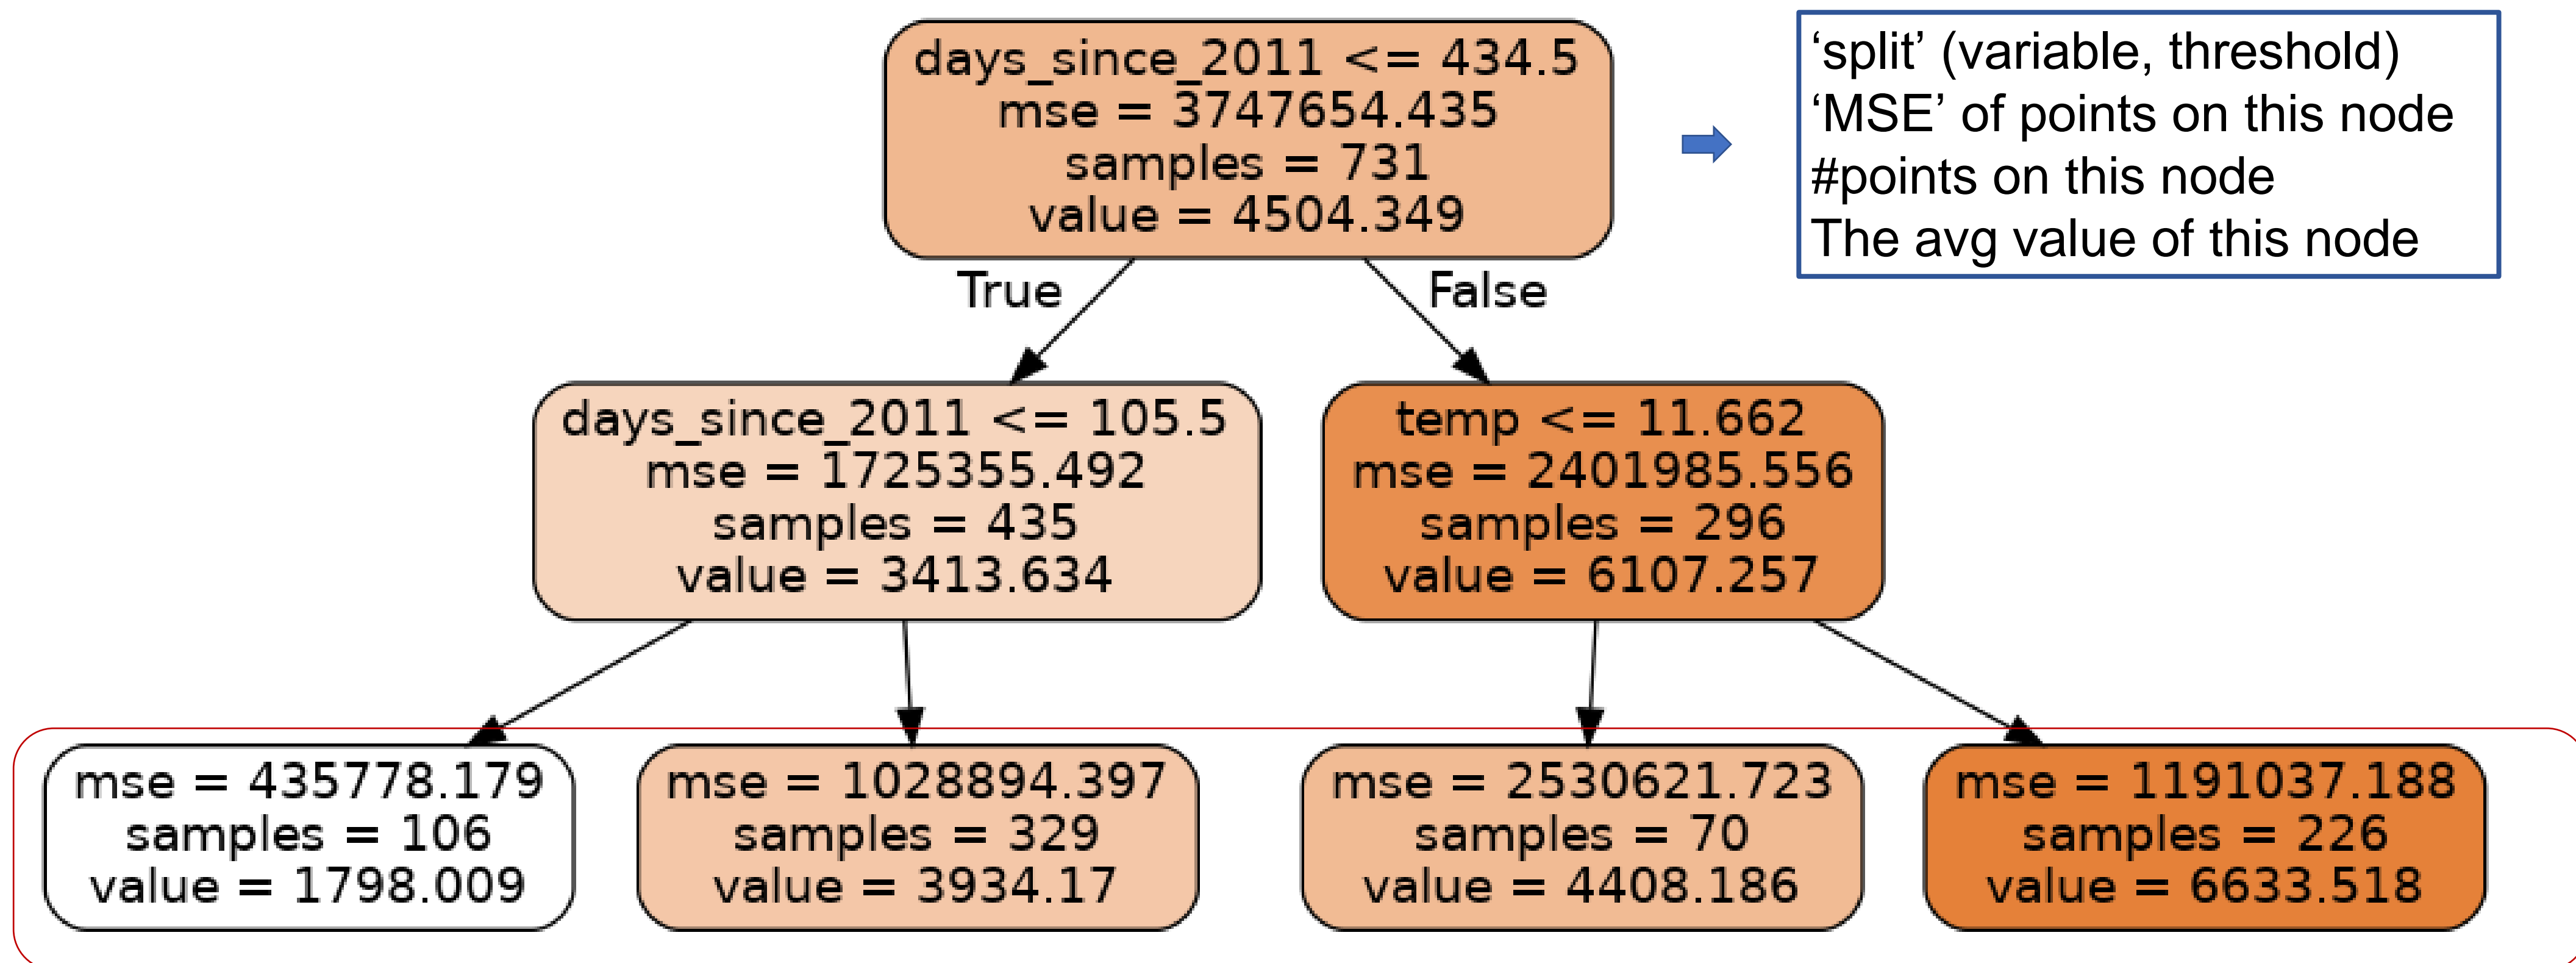 days_since_2011 <= 434.5
mse = 3747654.435
samples = 731
value = 4504.349
‘split’ (variable, threshold)
‘MSE’ of points on this node
#points on this node
The avg value of this node
True
False
days_since_2011 <= 105.5
mse = 1725355.492
samples = 435
value = 3413.634
temp <= 11.662
mse = 2401985.556
samples = 296
value = 6107.257
mse = 435778.179
samples = 106
value = 1798.009
mse = 1028894.397
samples = 329
value = 3934.17
mse = 2530621.723
samples = 70
value = 4408.186
mse = 1191037.188
samples = 226
value = 6633.518